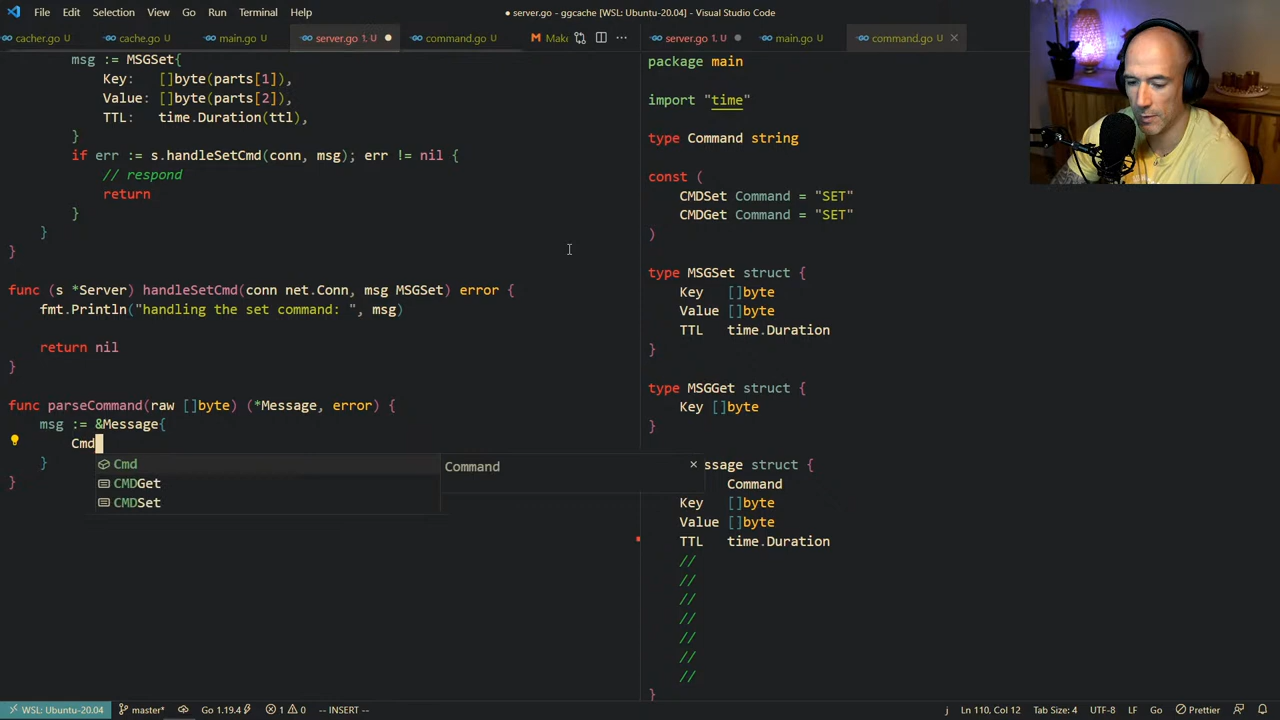 File Edit Selection View Go Run Terminal Help
● server.go - ggcache [WSL: Ubuntu-20.04] - Visual Studio Code
cacher.go U cache.go U main.go U server.go 1, U ● command.go U Make ···
server.go 1, U ● main.go U command.go U ×
msg := MSGSet{
Key: []byte(parts[1]),
Value: []byte(parts[2]),
TTL: time.Duration(ttl),
}
if err := s.handleSetCmd(conn, msg); err != nil {
// respond
return
}
}
}
func (s *Server) handleSetCmd(conn net.Conn, msg MSGSet) error {
fmt.Println("handling the set command: ", msg)
return nil
}
func parseCommand(raw []byte) (*Message, error) {
msg := &Message{
Cmd
}
}
Cmd
CMDGet
CMDSet
Command ×
package main
import "time"
type Command string
const (
CMDSet Command = "SET"
CMDGet Command = "SET"
)
type MSGSet struct {
Key []byte
Value []byte
TTL time.Duration
}
type MSGGet struct {
Key []byte
}
ssage struct {
Command
Key []byte
Value []byte
TTL time.Duration
//
//
//
//
//
//
//
}
WSL: Ubuntu-20.04 master* Go 1.19.4 1 0 -- INSERT -- j Ln 110, Col 12 Tab Size: 4 UTF-8 LF Go Prettier